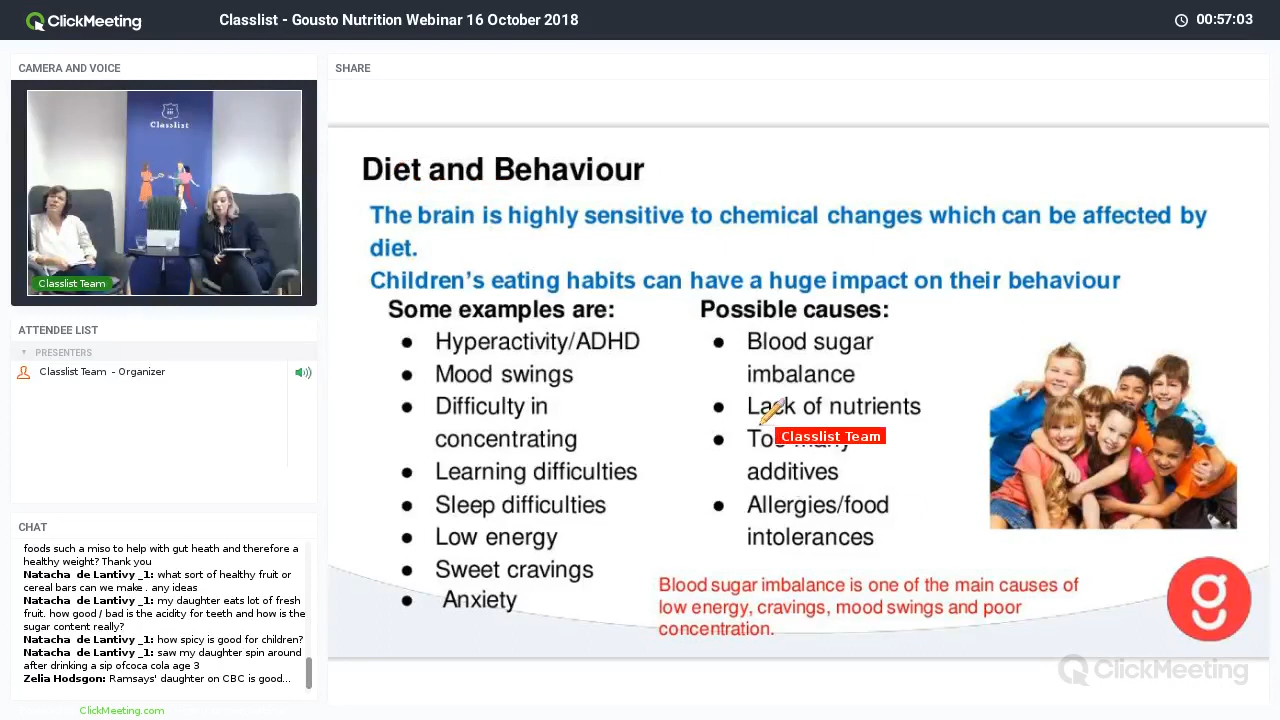 ClickMeeting
Classlist - Gousto Nutrition Webinar 16 October 2018
00:57:03
CAMERA AND VOICE
Classlist
Classlist Team
ATTENDEE LIST
PRESENTERS
Classlist Team - Organizer
CHAT
foods such a miso to help with gut heath and therefore a
healthy weight? Thank you
Natacha de Lantivy _1: what sort of healthy fruit or
cereal bars can we make . any ideas
Natacha de Lantivy _1: my daughter eats lot of fresh
fruit. how good / bad is the acidity for teeth and how is the
sugar content really?
Natacha de Lantivy _1: how spicy is good for children?
Natacha de Lantivy _1: saw my daughter spin around
after drinking a sip ofcoca cola age 3
Zelia Hodsgon: Ramsays' daughter on CBC is good...
ClickMeeting.com
SHARE
Diet and Behaviour
The brain is highly sensitive to chemical changes which can be affected by
diet.
Children's eating habits can have a huge impact on their behaviour
Some examples are:
● Hyperactivity/ADHD
● Mood swings
● Difficulty in
concentrating
● Learning difficulties
● Sleep difficulties
● Low energy
● Sweet cravings
● Anxiety
Possible causes:
● Blood sugar
imbalance
● Lack of nutrients
● Too many
additives
● Allergies/food
intolerances
Classlist Team
Blood sugar imbalance is one of the main causes of
low energy, cravings, mood swings and poor
concentration.
g
ClickMeeting